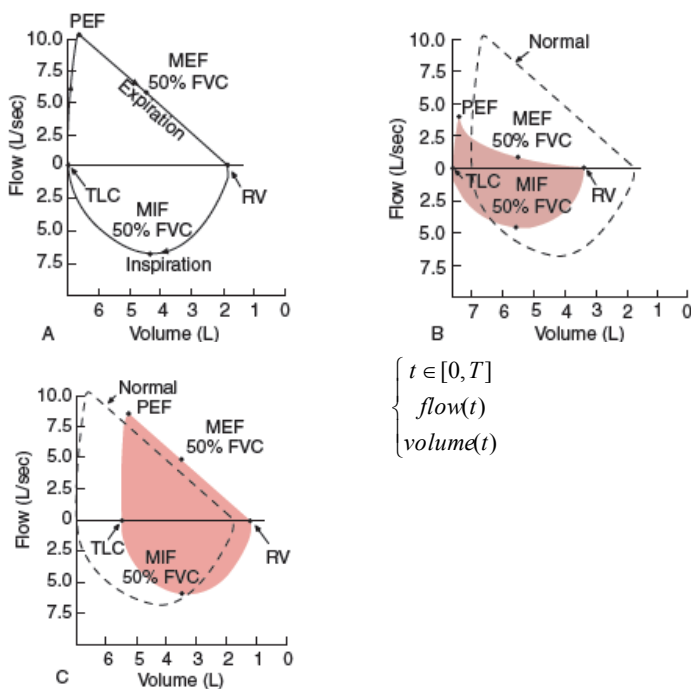 PEF
10.0
MEF
50% FVC
7.5
5.0
2.5
0
2.5
5.0
7.5
Flow (L/sec)
Expiration
TLC
RV
MIF
50% FVC
Inspiration
6 5 4 3 2 1 0
A
Volume (L)
10.0
Normal
7.5
5.0
PEF
MEF
50% FVC
2.5
0
2.5
5.0
7.5
Flow (L/sec)
TLC
MIF
50% FVC
RV
7 6 5 4 3 2 1 0
B
Volume (L)
10.0
Normal
PEF
7.5
MEF
50% FVC
5.0
2.5
0
2.5
5.0
7.5
Flow (L/sec)
TLC
MIF
50% FVC
RV
6 5 4 3 2 1 0
C
Volume (L)
t ∈ [0, T]
flow(t)
volume(t)